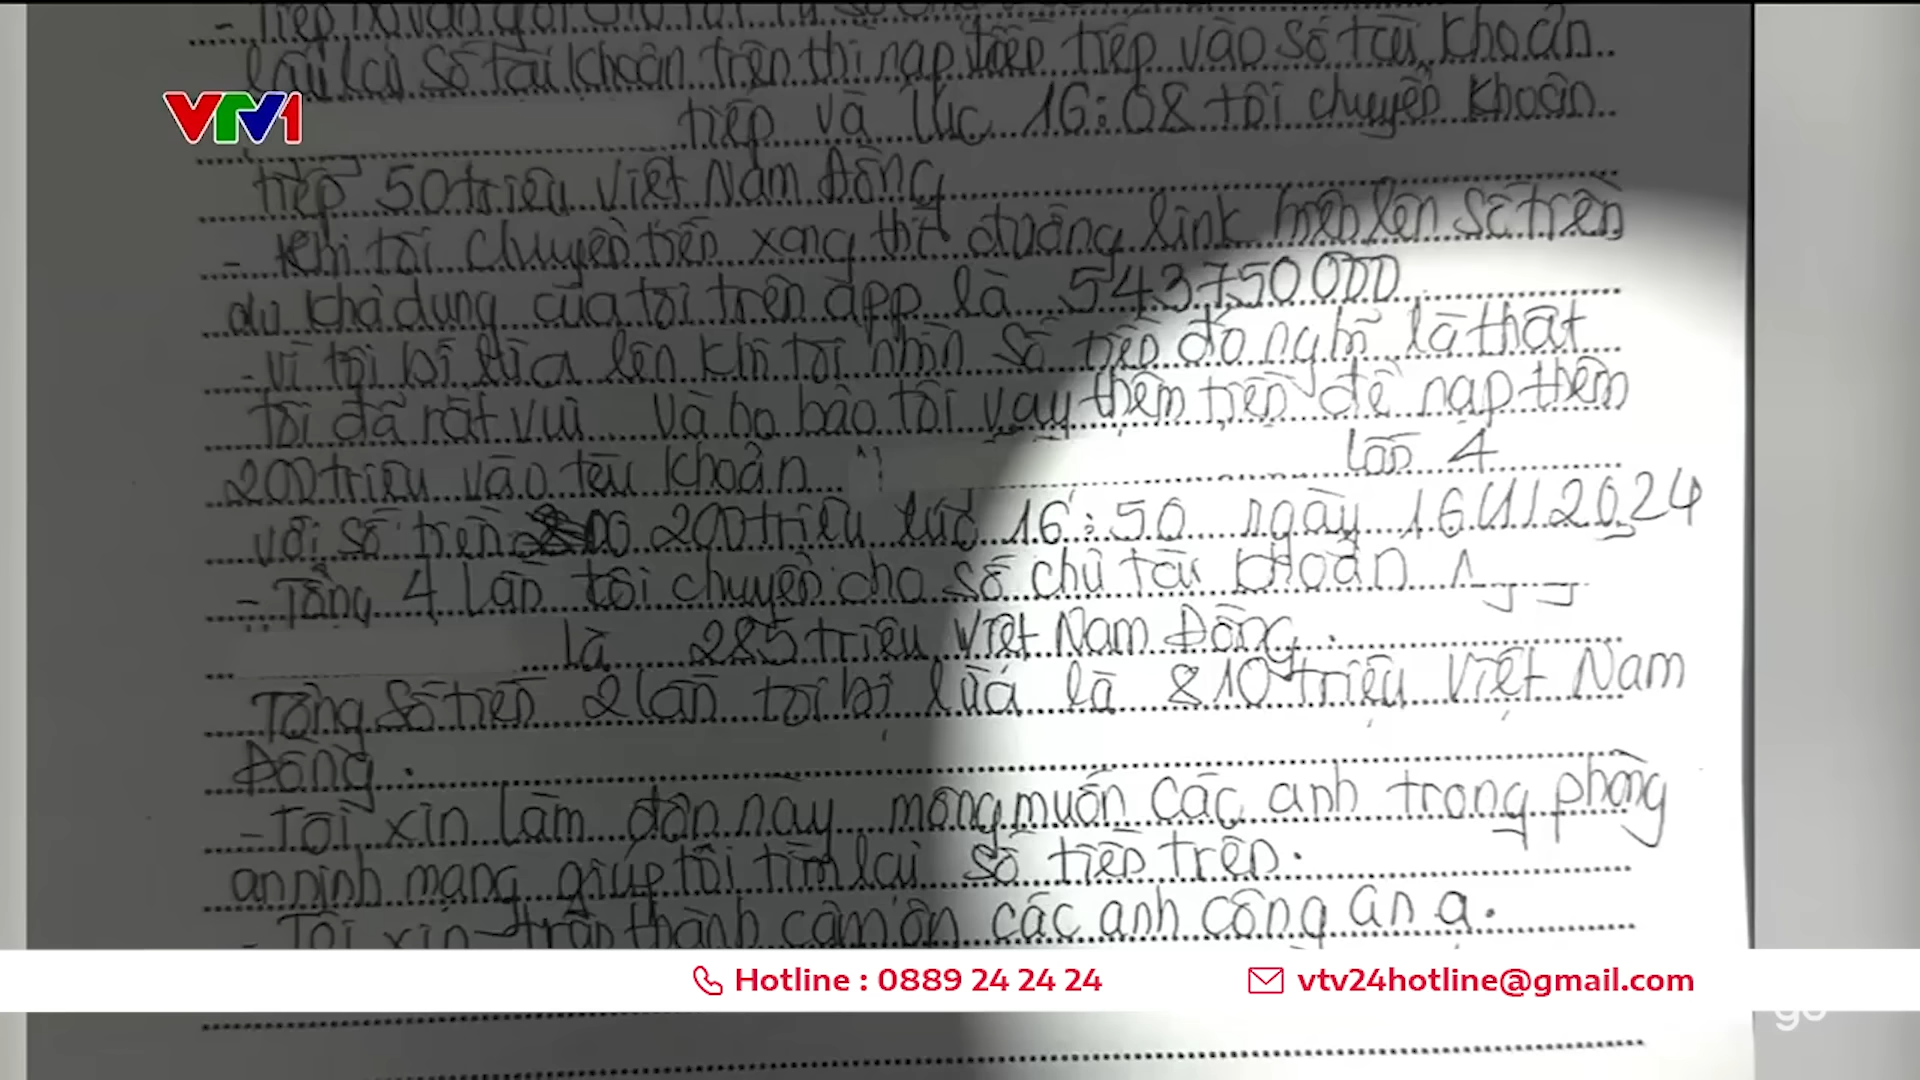 - Tiếp
lấy lại số tài khoản trên thì nạp tiền tiếp vào số tài khoản
tiếp và lúc 16:08 tôi chuyển khoản
tiếp 50 triệu Việt Nam Đồng
- Khi tôi chuyển tiền xong thì đường link hiện lên số tiền
dư khả dụng của tôi trên app là 543750000
- Vì tôi bị lừa lên khi tôi nhìn số tiền đó nghĩ là thật
tôi đã rất vui và họ bảo tôi vay thêm tiền để nạp thêm
200 triệu vào tài khoản lần 4
với số tiền 200 triệu lúc 16:50 ngày 16/1/2024
- Tổng 4 lần tôi chuyển cho số chủ tài khoản
là 285 triệu Việt Nam Đồng.
Tổng số tiền 2 lần tôi bị lừa là 810 triệu Việt Nam
Đồng.
- Tôi xin làm đơn này mong muốn các anh trong phòng
an ninh mạng giúp tôi tìm lại số tiền trên.
- Tôi xin trân thành cảm ơn các anh công an ạ.
VTV1
Hotline : 0889 24 24 24
vtv24hotline@gmail.com
go